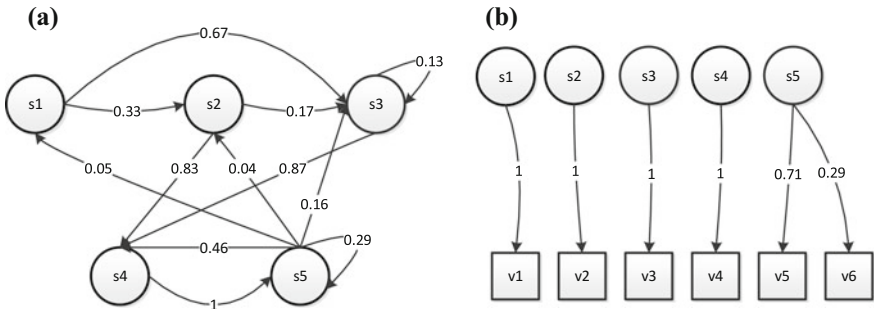 (a)
0.67
0.13
s1
s2
s3
0.33
0.17
0.05
0.83
0.04
0.87
0.16
0.46
0.29
s4
s5
1
(b)
s1
s2
s3
s4
s5
1
1
1
1
0.71
0.29
v1
v2
v3
v4
v5
v6